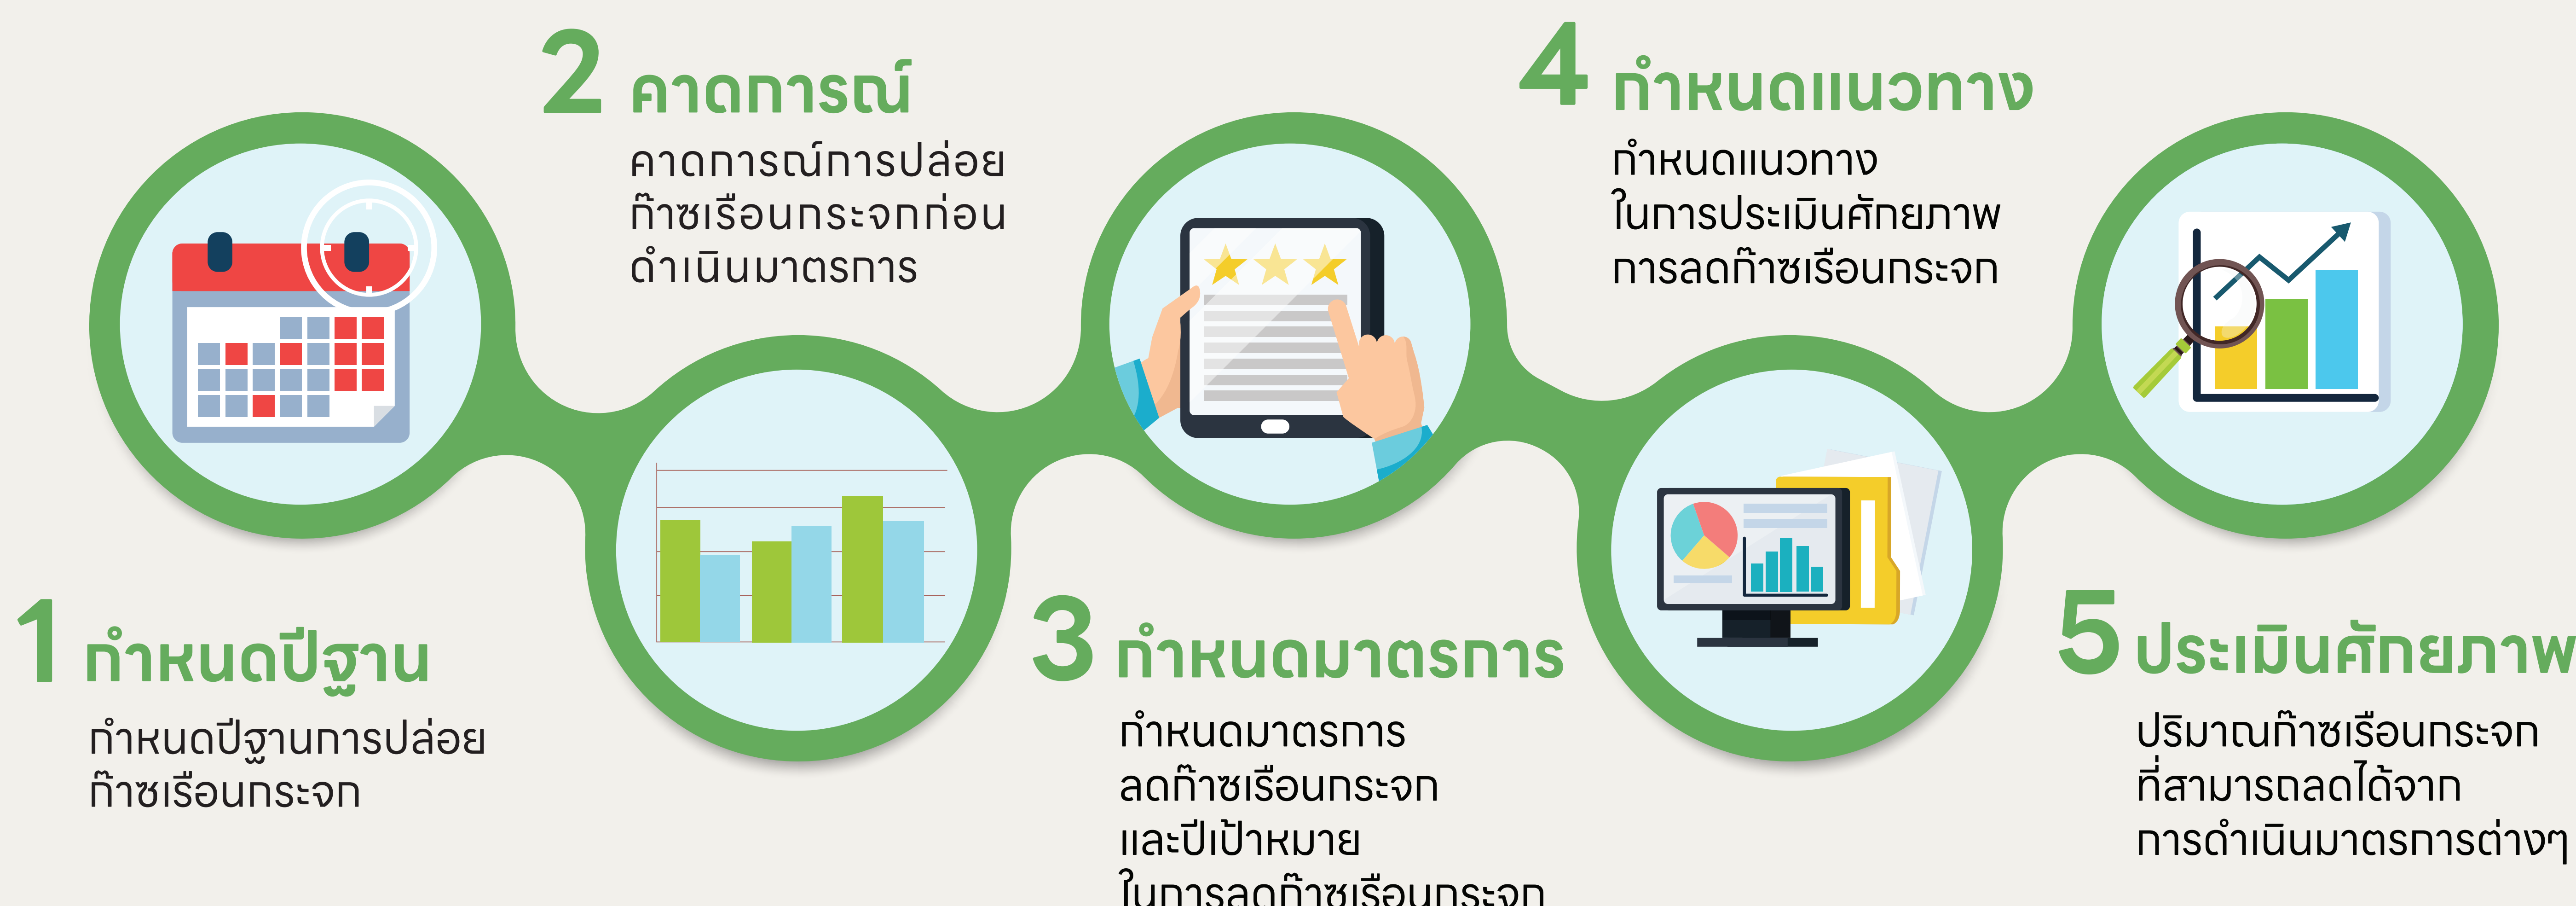 1 กำหนดปีฐาน
กำหนดปีฐานการปล่อย
ก๊าซเรือนกระจก
2 คาดการณ์
คาดการณ์การปล่อย
ก๊าซเรือนกระจกก่อน
ดำเนินมาตรการ
3 กำหนดมาตรการ
กำหนดมาตรการ
ลดก๊าซเรือนกระจก
และปีเป้าหมาย
ในการลดก๊าซเรือนกระจก
4 กำหนดแนวทาง
กำหนดแนวทาง
ในการประเมินศักยภาพ
การลดก๊าซเรือนกระจก
5 ประเมินศักยภาพ
ปริมาณก๊าซเรือนกระจก
ที่สามารถลดได้จาก
การดำเนินมาตรการต่างๆ